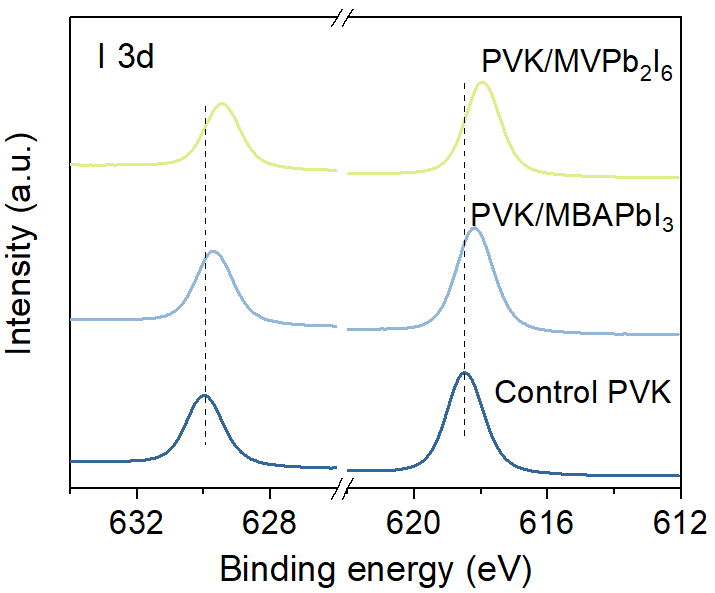 I 3d
PVK/MVPb₂I₆
PVK/MBAPbI₃
Control PVK
Intensity (a.u.)
632 628 620 616 612
Binding energy (eV)